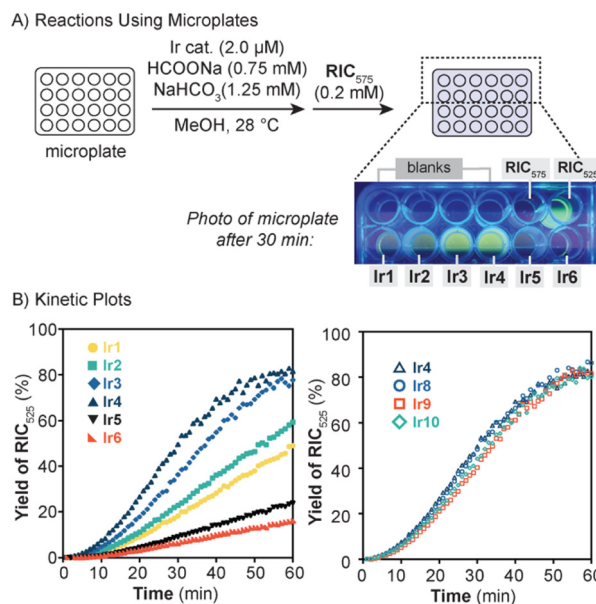 A) Reactions Using Microplates
Ir cat. (2.0 µM)
HCOONa (0.75 mM)
NaHCO3(1.25 mM)
MeOH, 28 °C
RIC575
(0.2 mM)
microplate
blanks
RIC575
RIC525
Photo of microplate
after 30 min:
Ir1 Ir2 Ir3 Ir4 Ir5 Ir6
B) Kinetic Plots
Yield of RIC525 (%)
100
80
60
40
20
0
Ir1
Ir2
Ir3
Ir4
Ir5
Ir6
0 10 20 30 40 50 60
Time (min)
Yield of RIC525 (%)
100
80
60
40
20
0
Ir4
Ir8
Ir9
Ir10
0 10 20 30 40 50 60
Time (min)